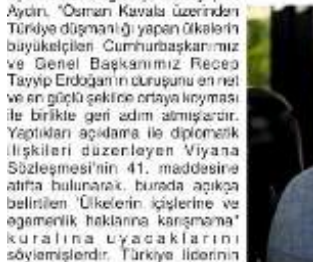 Aydın, "Osman Kavala üzerinden
Türkiye düşmanlığı yapan ülkelerin
büyükelçileri Cumhurbaşkanımız
ve Genel Başkanımız Recep
Tayyip Erdoğan'ın duruşunu en net
ve en güçlü şekilde ortaya koyması
ile birlikte geri adım atmışlardır.
Yaptıkları açıklama ile diplomatik
ilişkileri düzenleyen Viyana
Sözleşmesi'nin 41. maddesine
atıfta bulunarak, burada açıkça
belirtilen 'Ülkelerin içişlerine ve
egemenlik haklarına karışmama'
kuralına uyacaklarını
söylemişlerdir. Türkiye liderinin